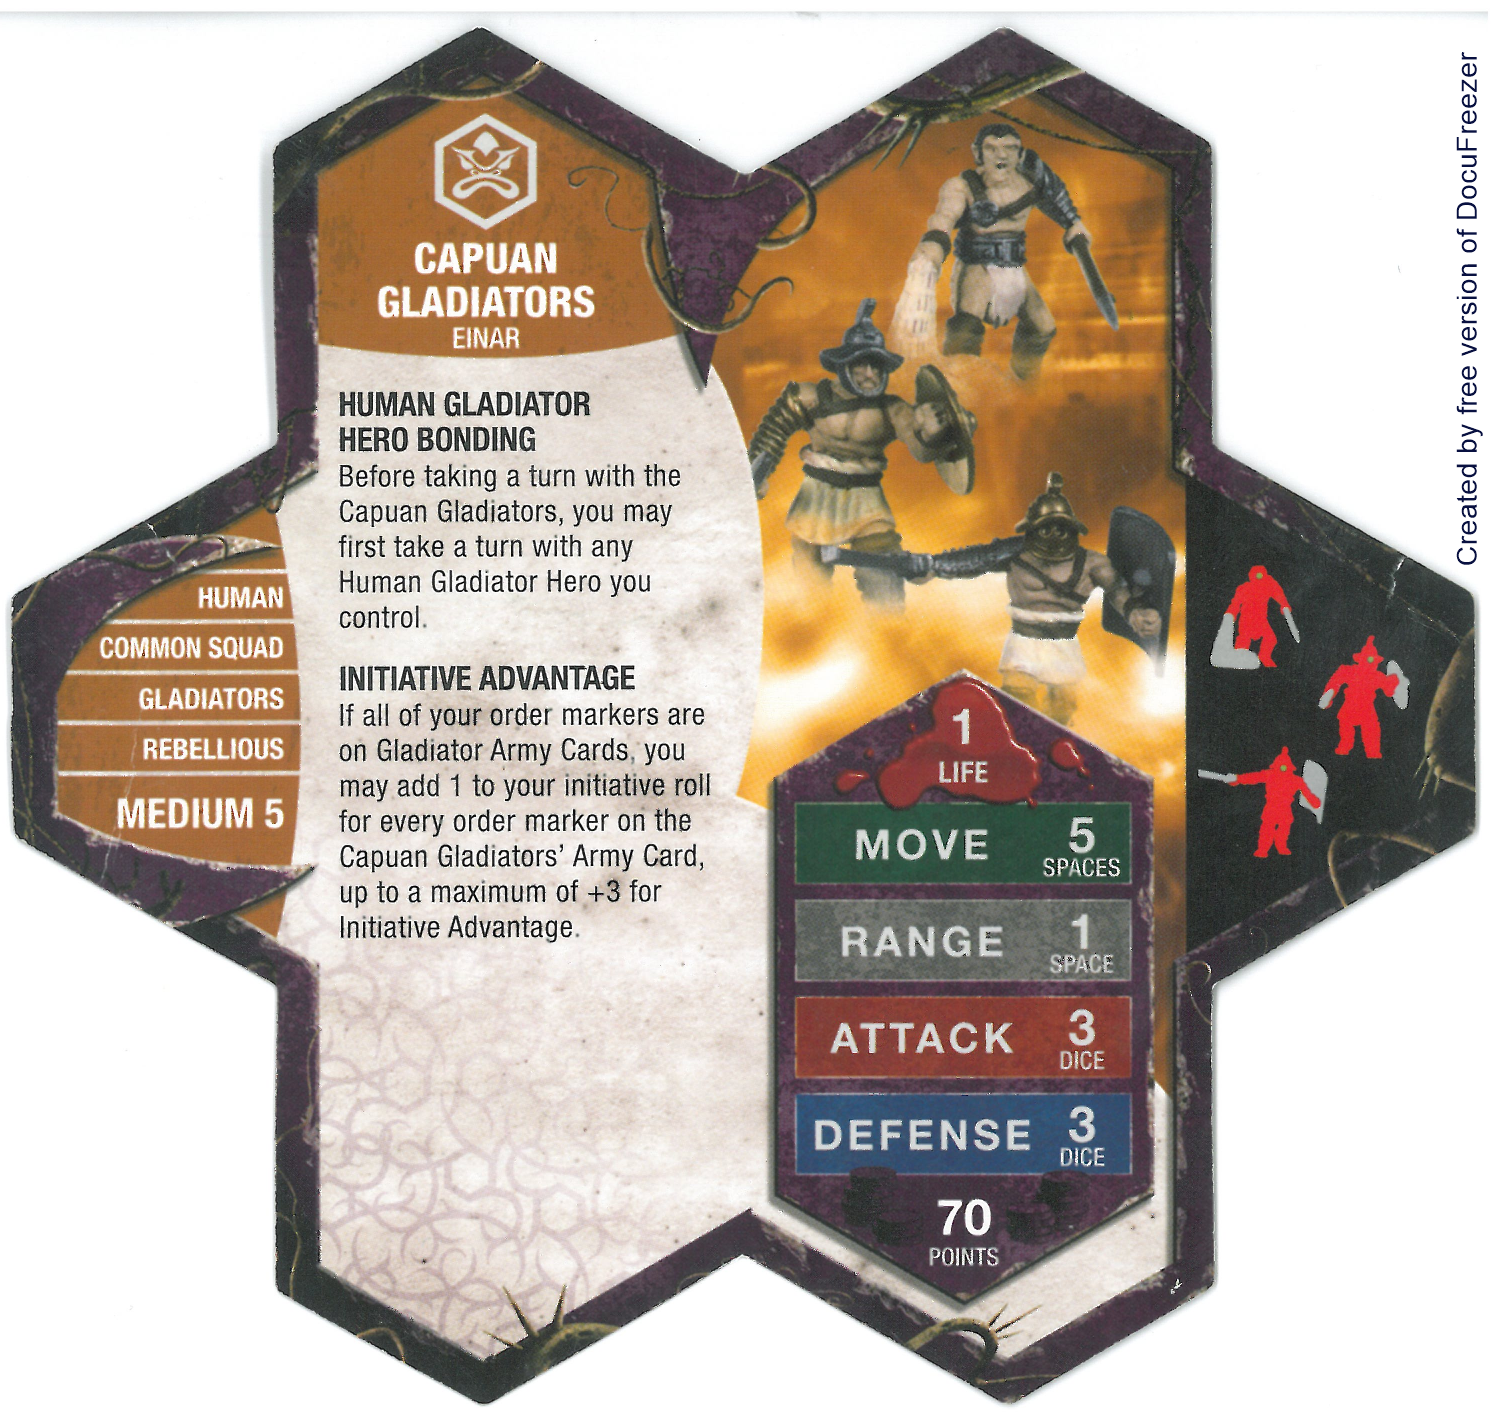 CAPUAN
GLADIATORS
EINAR
HUMAN GLADIATOR
HERO BONDING
Before taking a turn with the
Capuan Gladiators, you may
first take a turn with any
Human Gladiator Hero you
control.
INITIATIVE ADVANTAGE
If all of your order markers are
on Gladiator Army Cards, you
may add 1 to your initiative roll
for every order marker on the
Capuan Gladiators' Army Card,
up to a maximum of +3 for
Initiative Advantage.
HUMAN
COMMON SQUAD
GLADIATORS
REBELLIOUS
MEDIUM 5
1
LIFE
MOVE 5
SPACES
RANGE 1
SPACE
ATTACK 3
DICE
DEFENSE 3
DICE
70
POINTS
Created by free version of DocuFreezer